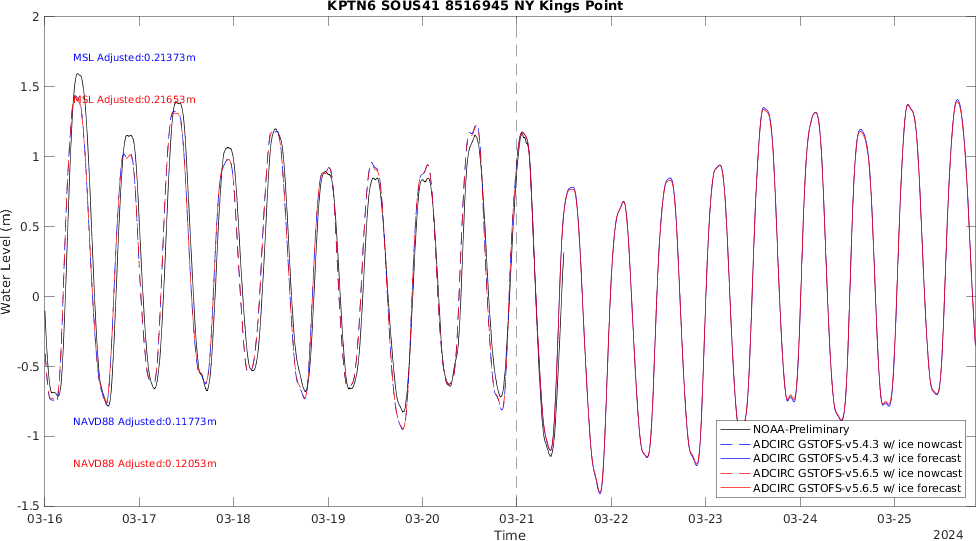 KPTN6 SOUS41 8516945 NY Kings Point
2
1.5
1
0.5
0
-0.5
-1
-1.5
Water Level (m)
MSL Adjusted:0.21373m
MSL Adjusted:0.21653m
NAVD88 Adjusted:0.11773m
NAVD88 Adjusted:0.12053m
NOAA-Preliminary
ADCIRC GSTOFS-v5.4.3 w/ ice nowcast
ADCIRC GSTOFS-v5.4.3 w/ ice forecast
ADCIRC GSTOFS-v5.6.5 w/ ice nowcast
ADCIRC GSTOFS-v5.6.5 w/ ice forecast
03-16 03-17 03-18 03-19 03-20 03-21 03-22 03-23 03-24 03-25
Time
2024